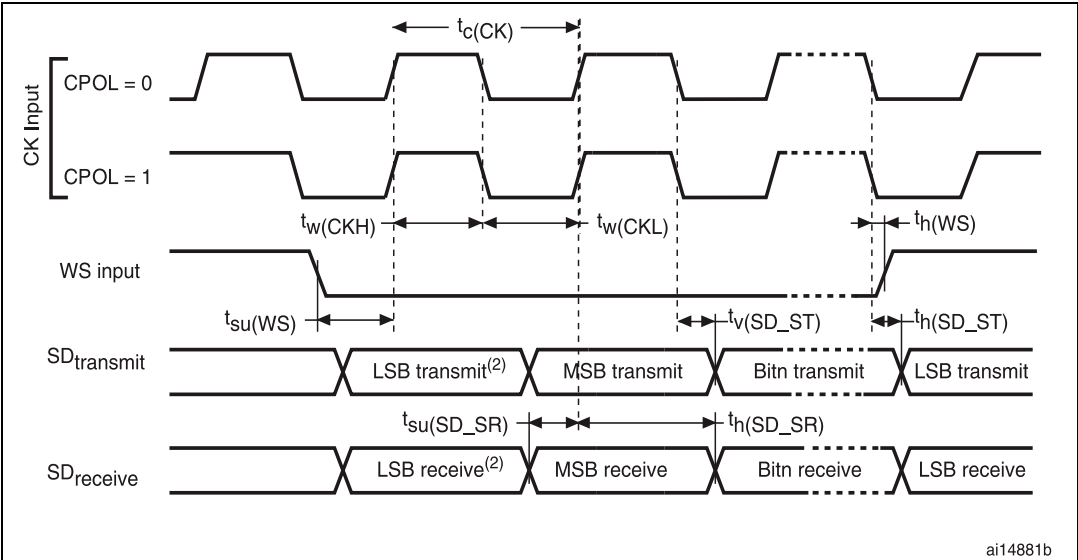 tc(CK)
CK Input
CPOL = 0
CPOL = 1
tw(CKH)
tw(CKL)
th(WS)
WS input
tsu(WS)
tv(SD_ST)
th(SD_ST)
SDtransmit
LSB transmit(2)
MSB transmit
Bitn transmit
LSB transmit
tsu(SD_SR)
th(SD_SR)
SDreceive
LSB receive(2)
MSB receive
Bitn receive
LSB receive
ai14881b